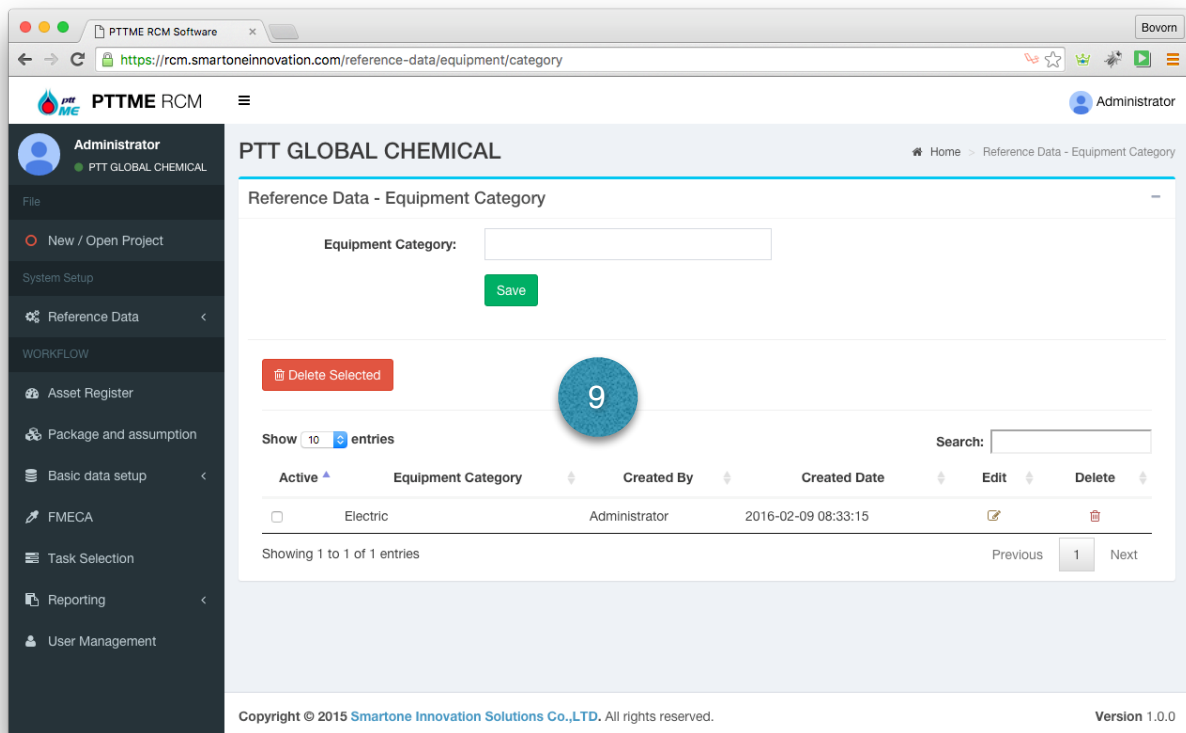 PTTME RCM Software
Bovorn
https://rcm.smartoneinnovation.com/reference-data/equipment/category
ptt ME PTTME RCM
Administrator
Administrator
PTT GLOBAL CHEMICAL
File
New / Open Project
System Setup
Reference Data
WORKFLOW
Asset Register
Package and assumption
Basic data setup
FMECA
Task Selection
Reporting
User Management
PTT GLOBAL CHEMICAL
Home > Reference Data - Equipment Category
Reference Data - Equipment Category
Equipment Category:
Save
Delete Selected
9
Show 10 entries
Search:
Active Equipment Category Created By Created Date Edit Delete
Electric Administrator 2016-02-09 08:33:15
Showing 1 to 1 of 1 entries
Previous 1 Next
Copyright © 2015 Smartone Innovation Solutions Co.,LTD. All rights reserved.
Version 1.0.0